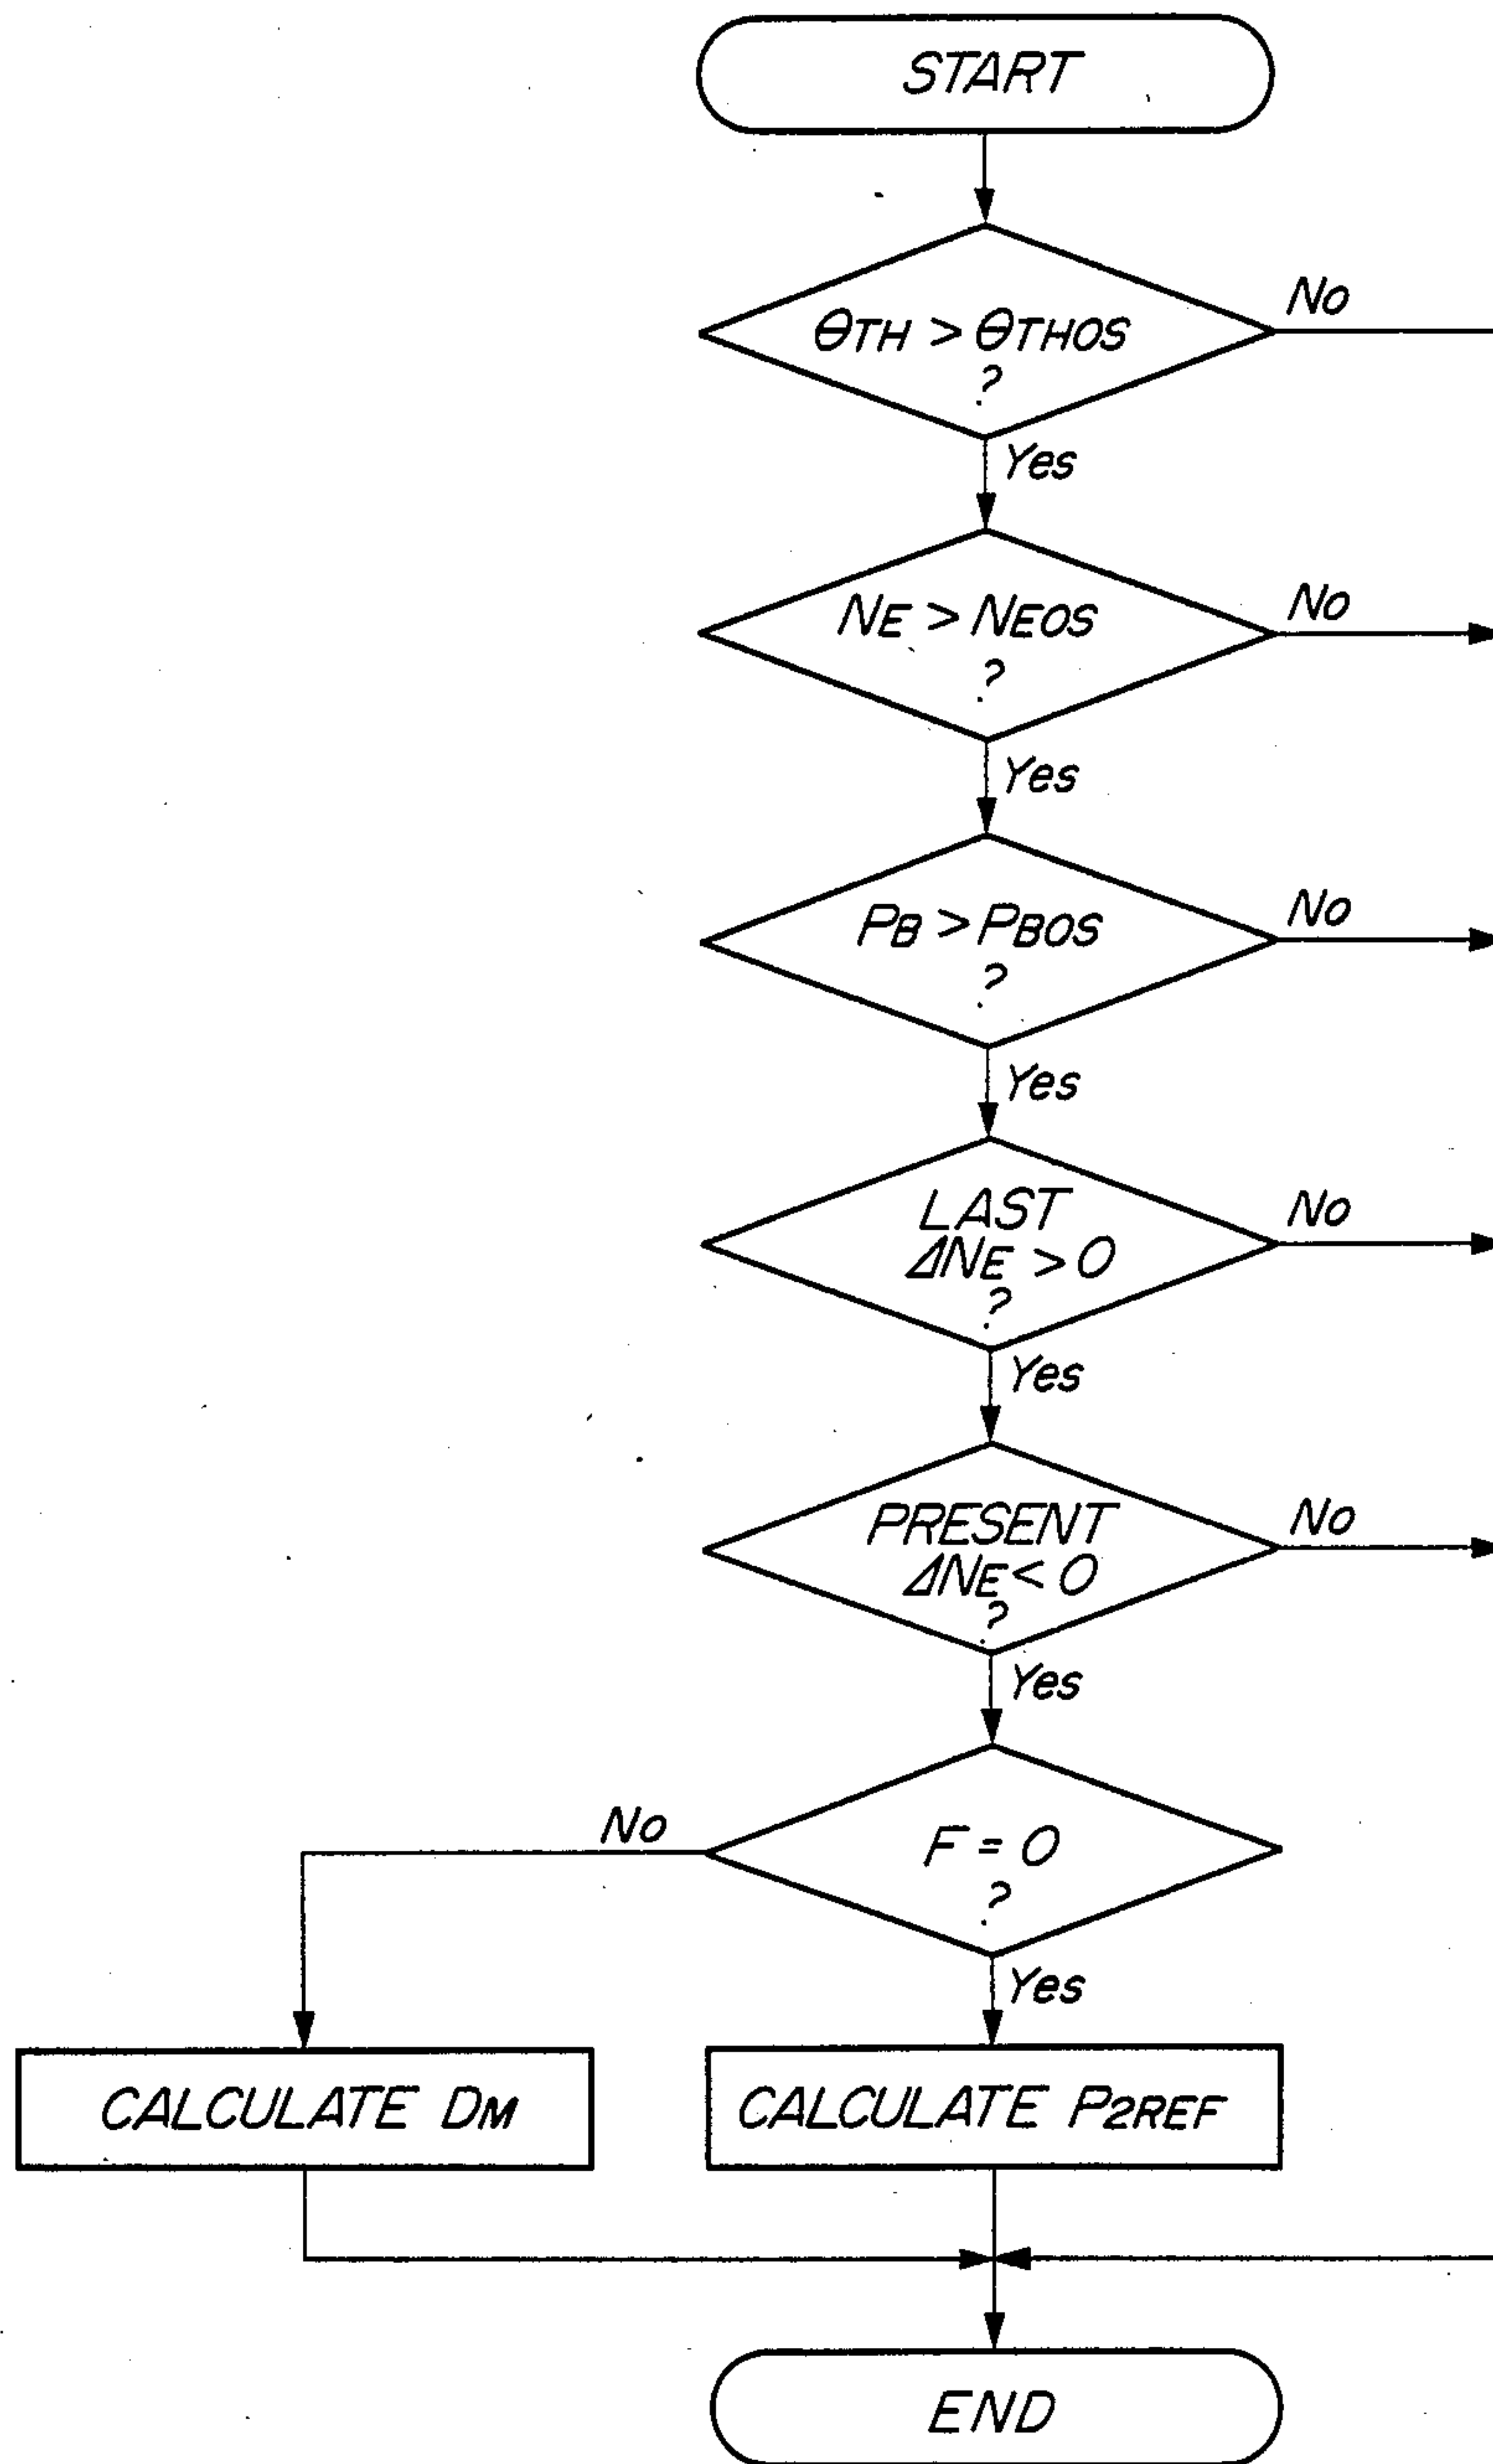 START
θTH > θTHOS
?
No
Yes
NE > NEOS
?
No
Yes
PB > PBOS
?
No
Yes
LAST
ΔNE > 0
?
No
Yes
PRESENT
ΔNE < 0
?
No
Yes
F = 0
?
No
Yes
CALCULATE DM
CALCULATE P2REF
END